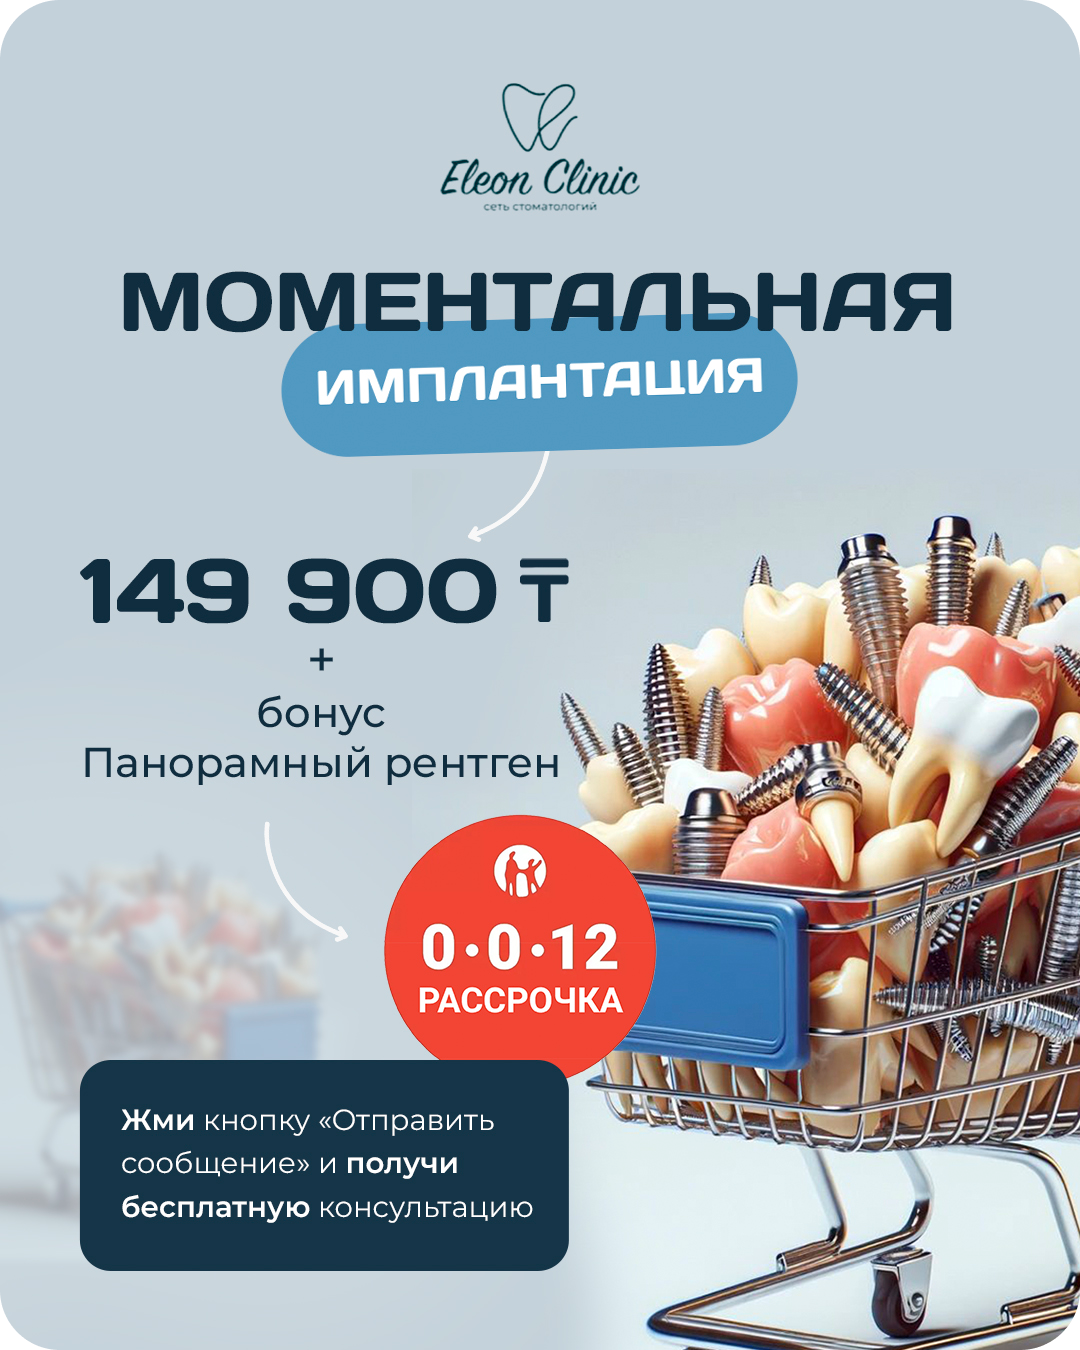 Eleon Clinic
сеть стоматологий
МОМЕНТАЛЬНАЯ
ИМПЛАНТАЦИЯ
149 900 ₸
+
бонус
Панорамный рентген
0·0·12
РАССРОЧКА
Жми кнопку «Отправить
сообщение» и получи
бесплатную консультацию